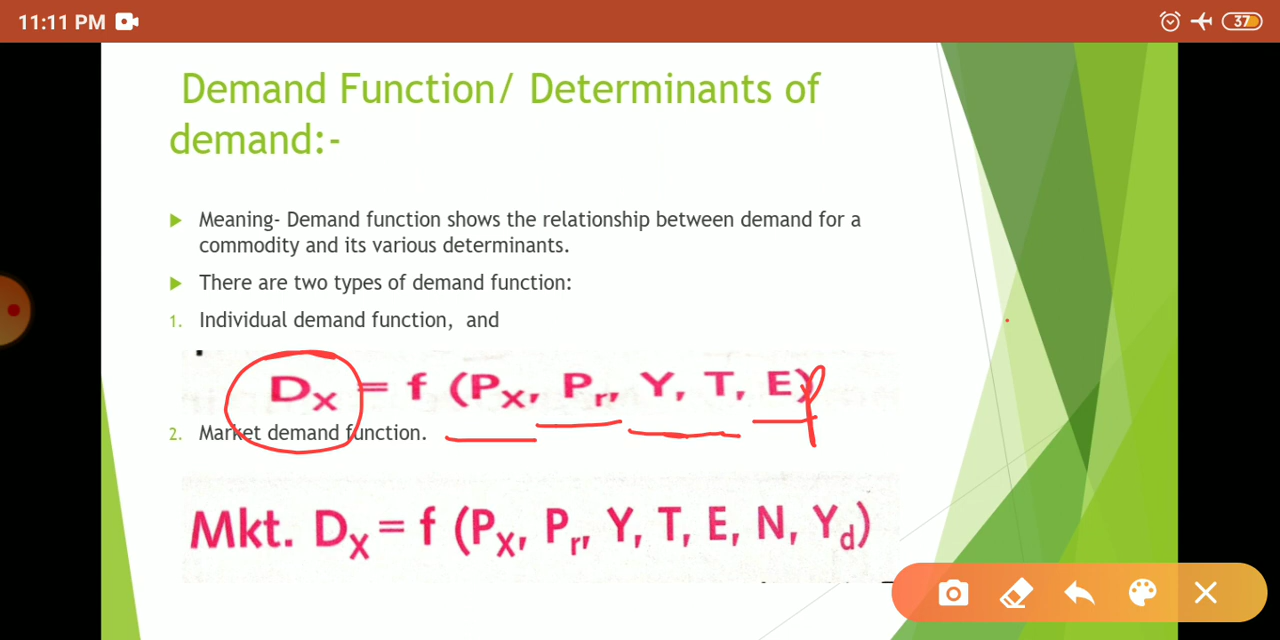 11:11 PM
37
Demand Function/ Determinants of
demand:-
Meaning- Demand function shows the relationship between demand for a
commodity and its various determinants.
There are two types of demand function:
1. Individual demand function, and
Dx = f (Px, Pr, Y, T, E)
2. Market demand function.
Mkt. Dx = f (Px, Pr, Y, T, E, N, Yd)